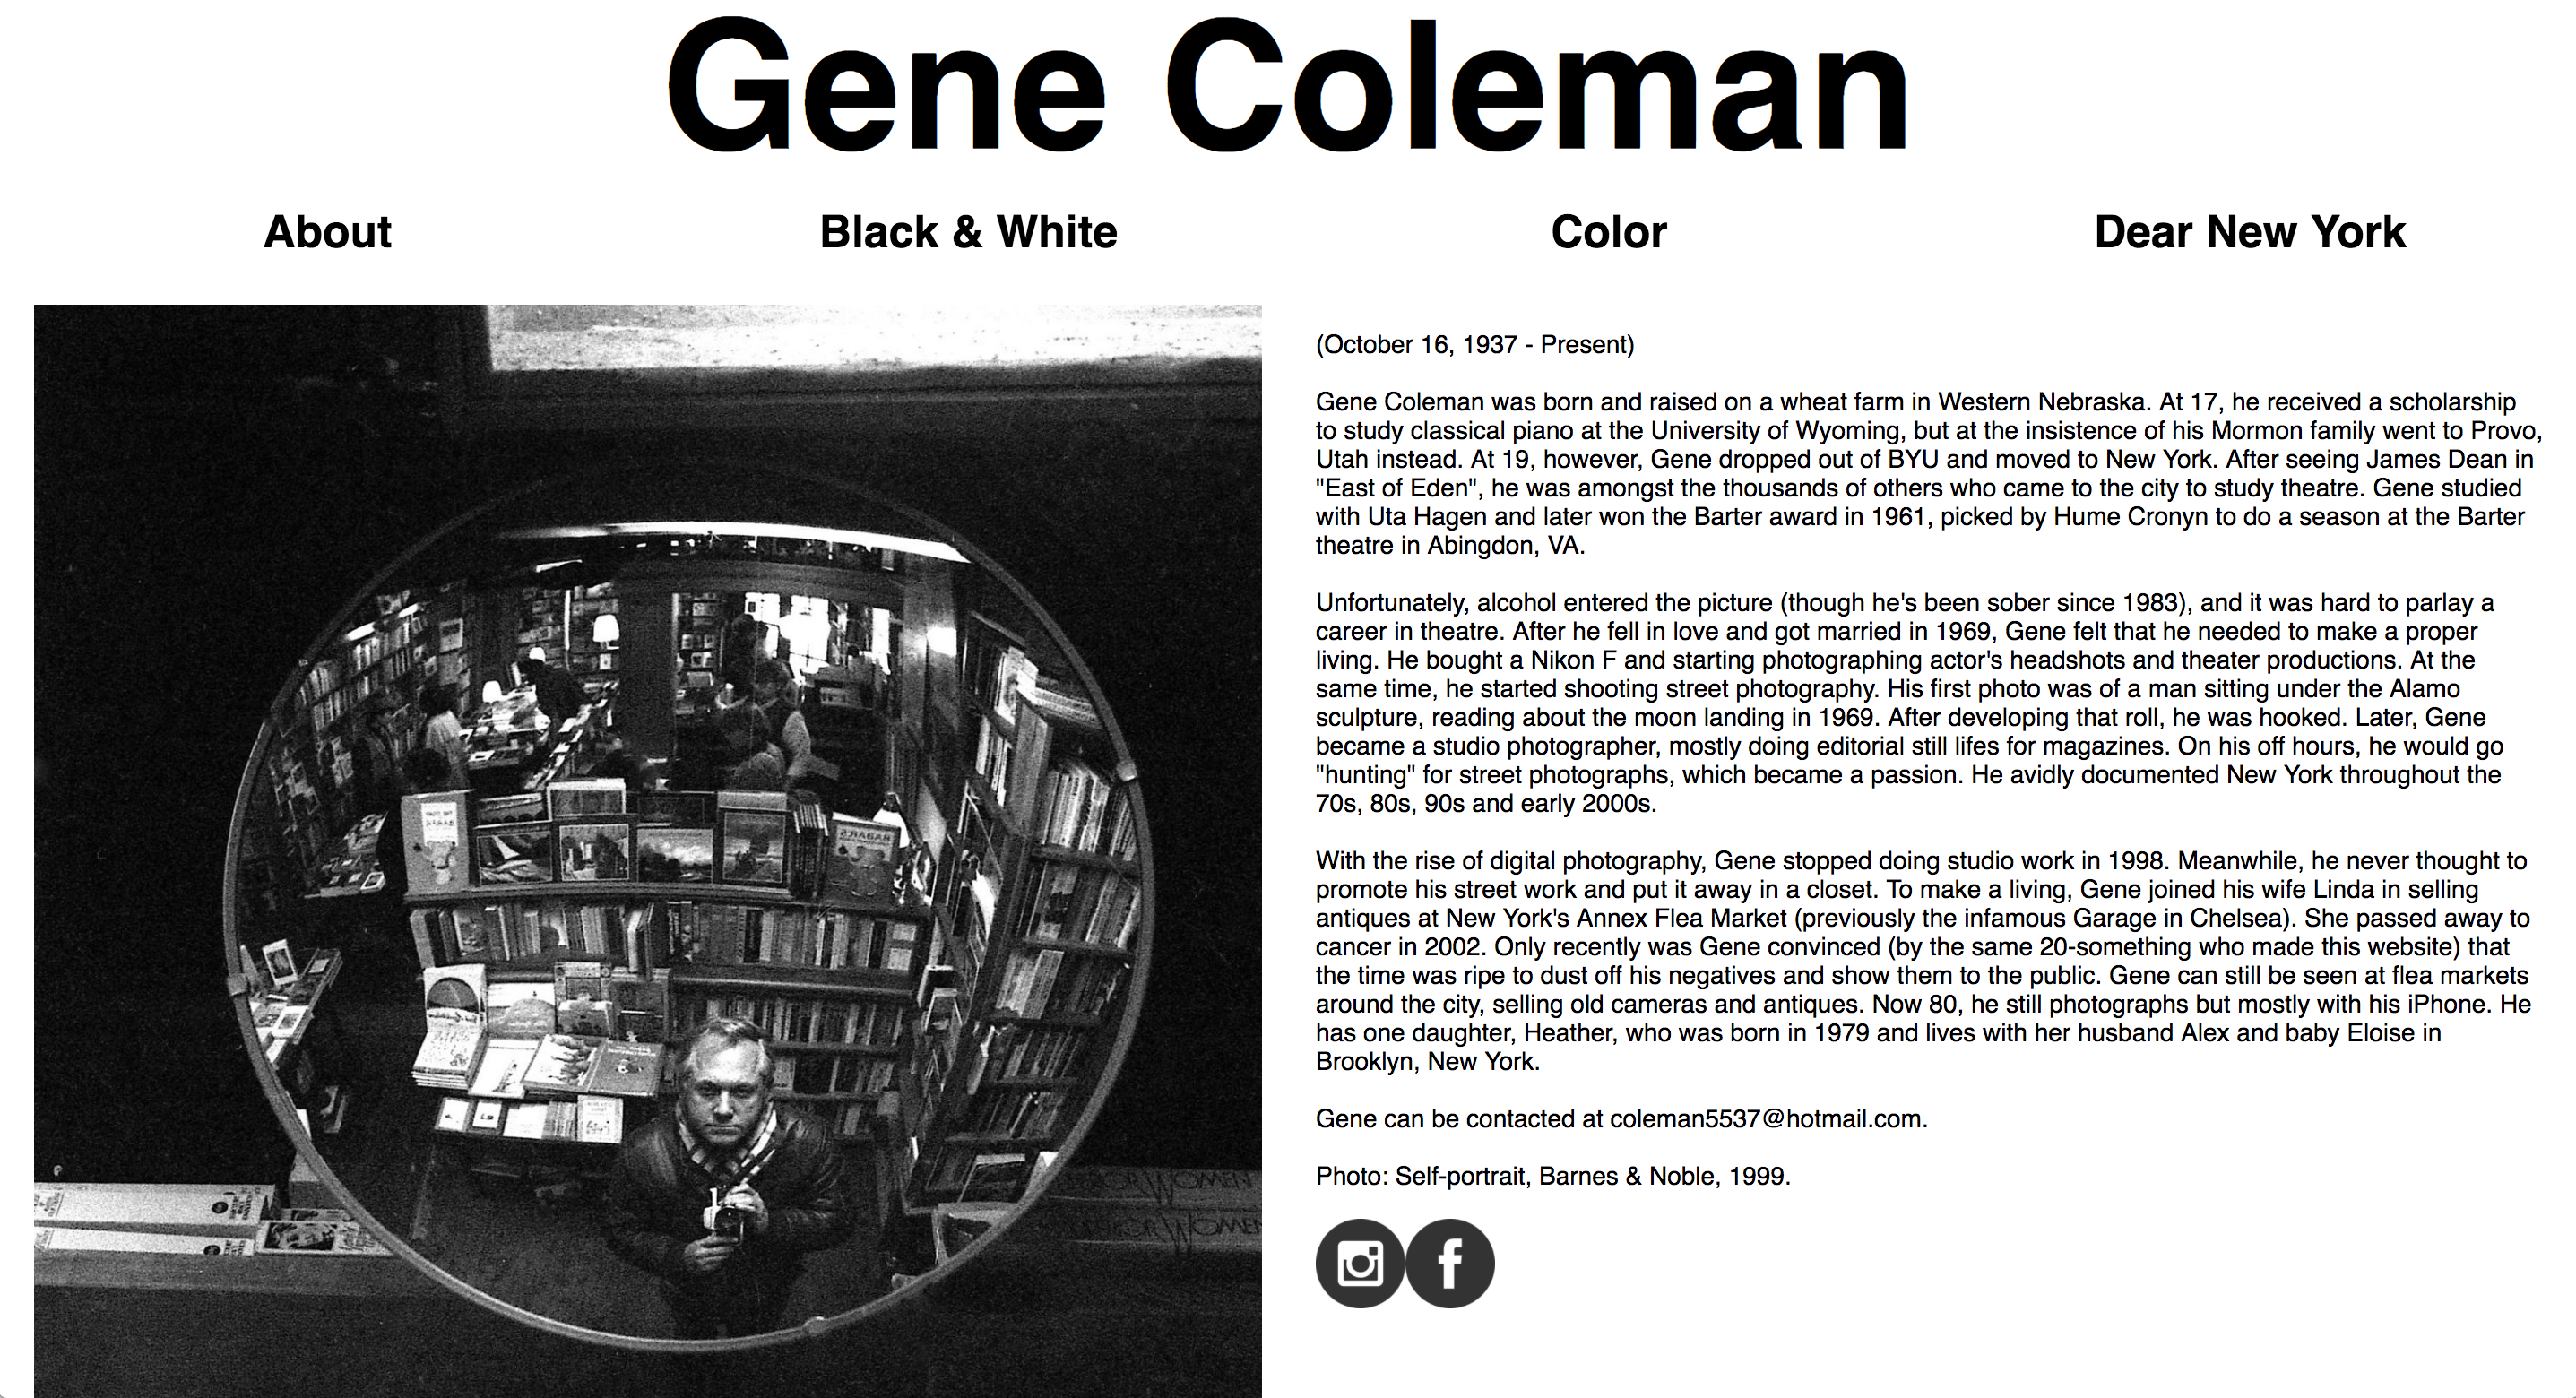 Gene Coleman
About
Black & White
Color
Dear New York
(October 16, 1937 - Present)
Gene Coleman was born and raised on a wheat farm in Western Nebraska. At 17, he received a scholarship
to study classical piano at the University of Wyoming, but at the insistence of his Mormon family went to Provo,
Utah instead. At 19, however, Gene dropped out of BYU and moved to New York. After seeing James Dean in
"East of Eden", he was amongst the thousands of others who came to the city to study theatre. Gene studied
with Uta Hagen and later won the Barter award in 1961, picked by Hume Cronyn to do a season at the Barter
theatre in Abingdon, VA.
Unfortunately, alcohol entered the picture (though he's been sober since 1983), and it was hard to parlay a
career in theatre. After he fell in love and got married in 1969, Gene felt that he needed to make a proper
living. He bought a Nikon F and starting photographing actor's headshots and theater productions. At the
same time, he started shooting street photography. His first photo was of a man sitting under the Alamo
sculpture, reading about the moon landing in 1969. After developing that roll, he was hooked. Later, Gene
became a studio photographer, mostly doing editorial still lifes for magazines. On his off hours, he would go
"hunting" for street photographs, which became a passion. He avidly documented New York throughout the
70s, 80s, 90s and early 2000s.
With the rise of digital photography, Gene stopped doing studio work in 1998. Meanwhile, he never thought to
promote his street work and put it away in a closet. To make a living, Gene joined his wife Linda in selling
antiques at New York's Annex Flea Market (previously the infamous Garage in Chelsea). She passed away to
cancer in 2002. Only recently was Gene convinced (by the same 20-something who made this website) that
the time was ripe to dust off his negatives and show them to the public. Gene can still be seen at flea markets
around the city, selling old cameras and antiques. Now 80, he still photographs but mostly with his iPhone. He
has one daughter, Heather, who was born in 1979 and lives with her husband Alex and baby Eloise in
Brooklyn, New York.
Gene can be contacted at coleman5537@hotmail.com.
Photo: Self-portrait, Barnes & Noble, 1999.
BABAR'S
WOMEN
WOMEN